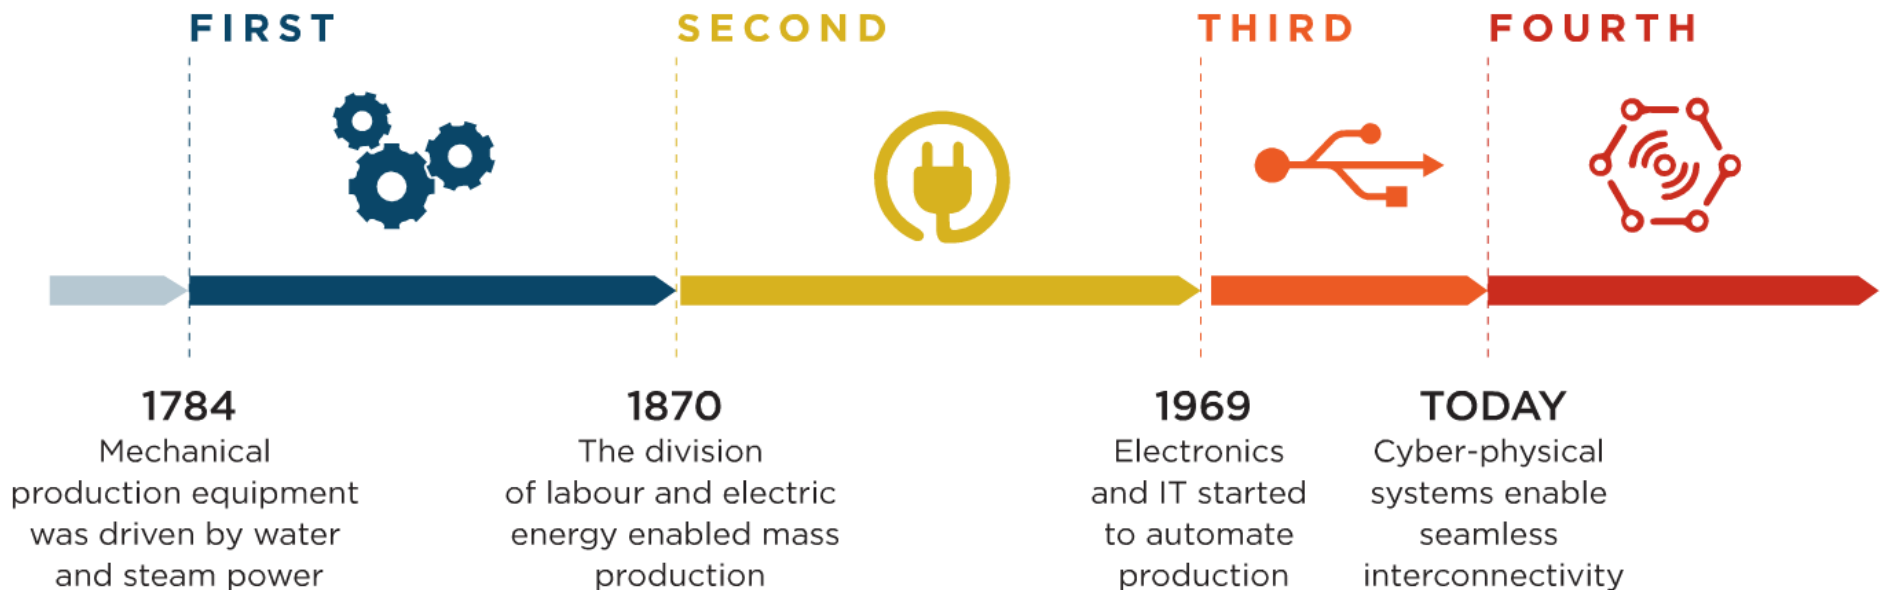 FIRST
SECOND
THIRD
FOURTH
1784
Mechanical
production equipment
was driven by water
and steam power
1870
The division
of labour and electric
energy enabled mass
production
1969
Electronics
and IT started
to automate
production
TODAY
Cyber-physical
systems enable
seamless
interconnectivity